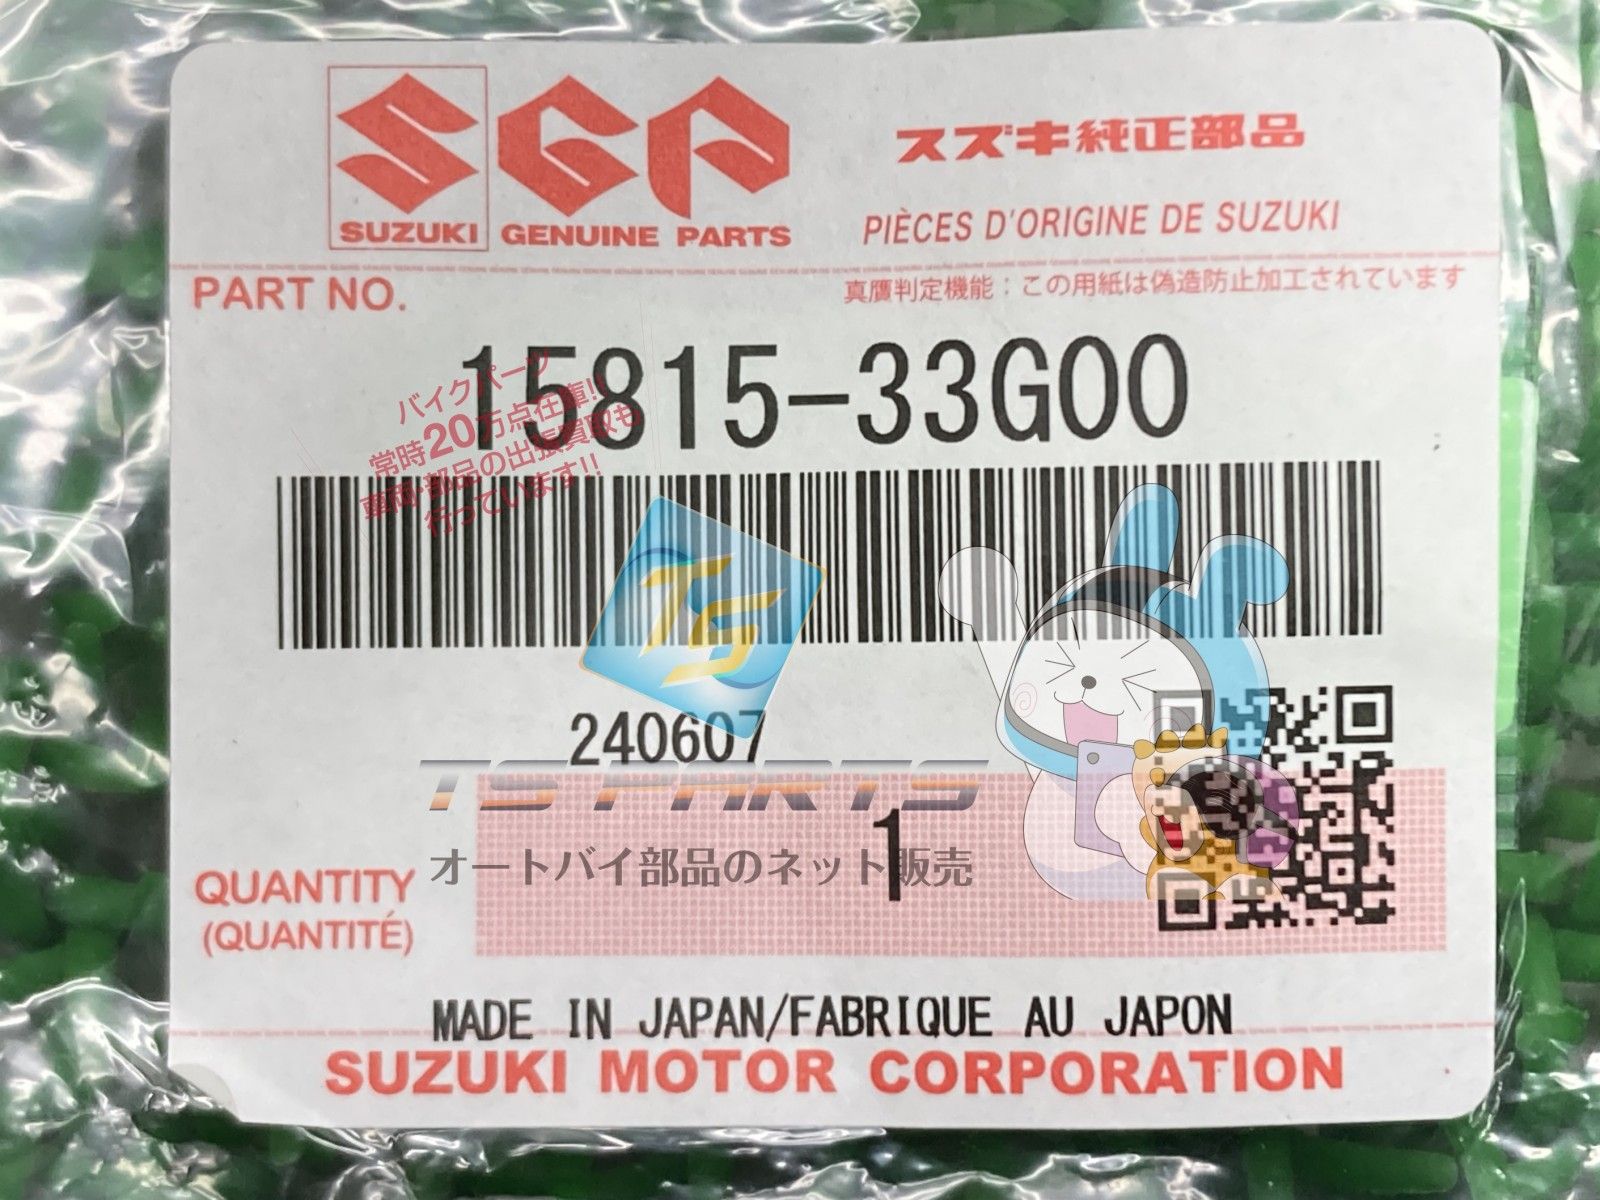 SUZUKI GENUINE PARTS
スズキ純正部品
PIÈCES D'ORIGINE DE SUZUKI
PART NO.
真贋判定機能：この用紙は偽造防止加工されています
15815-33G00
バイクパーツ
常時20万点在庫!!
車両・部品の出張買取も
行っています!!
TS
240607
TS PARTS
オートバイ部品のネット販売
QUANTITY
(QUANTITÉ)
1
MADE IN JAPAN/FABRIQUE AU JAPON
SUZUKI MOTOR CORPORATION